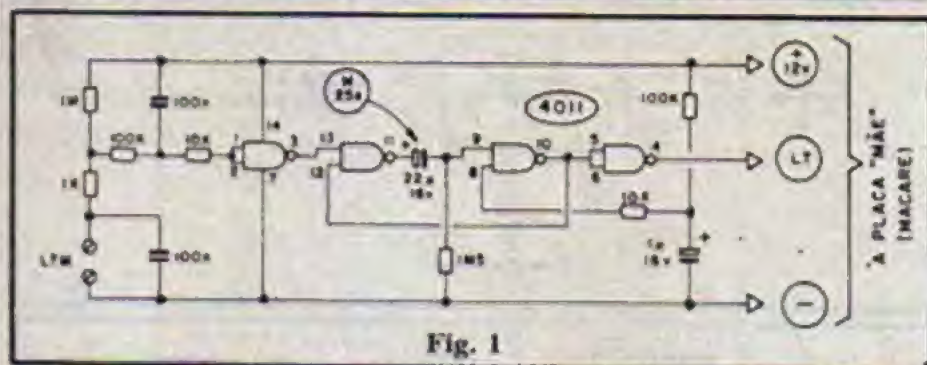 1M
100K
1K
LTM
100n
100n
10K
1
2
14
3
7
13
12
11
M
25s
+
22µ
16v
1M5
4011
9
8
10
10K
5
6
4
100K
1µ
16v
+
+
12v
LT
−
"À PLACA "MÃE"
(MACARE)
Fig. 1